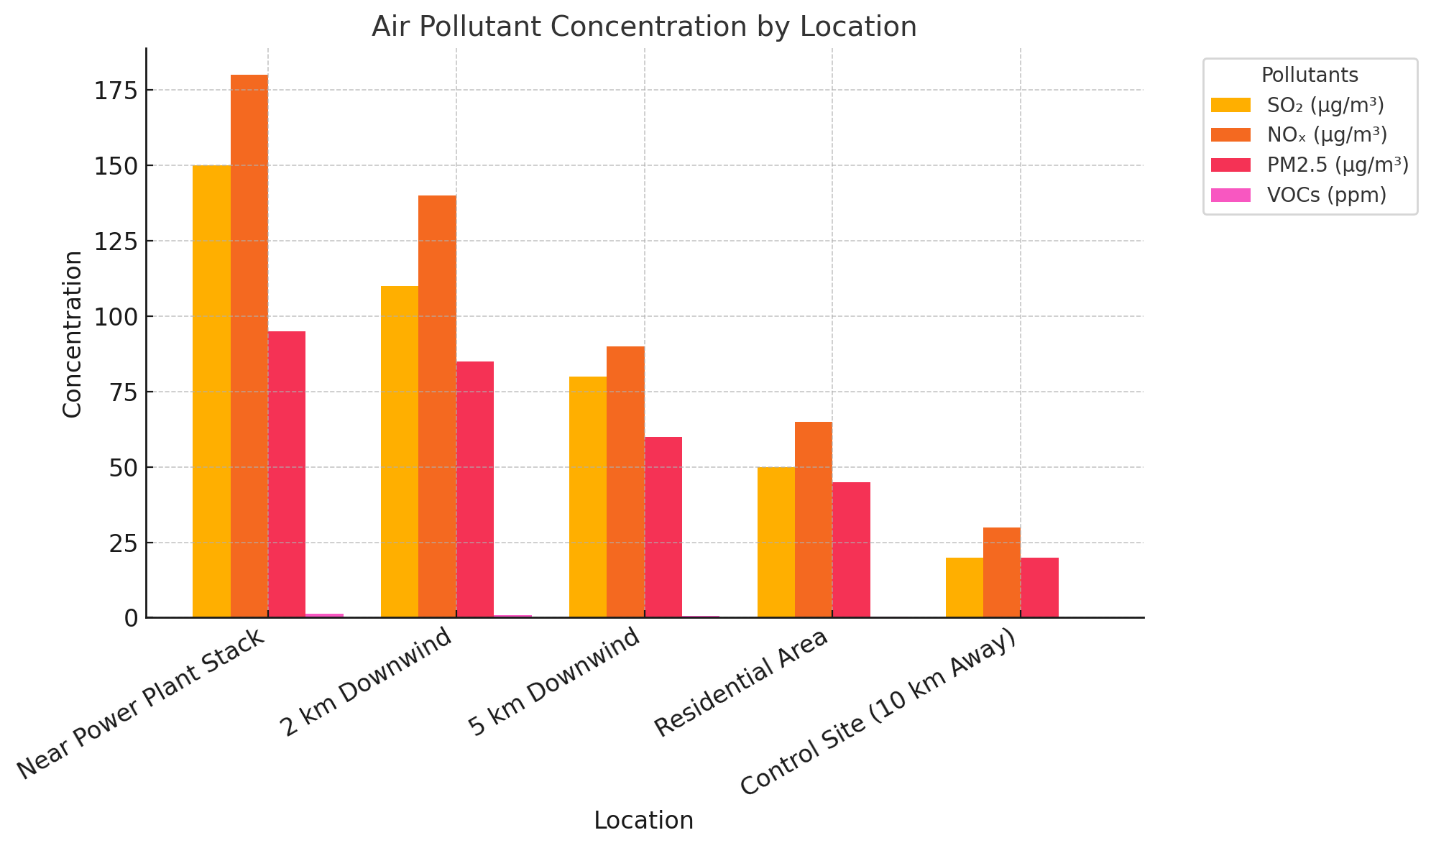 Air Pollutant Concentration by Location
Pollutants
SO₂ (µg/m³)
NOₓ (µg/m³)
PM2.5 (µg/m³)
VOCs (ppm)
Concentration
175
150
125
100
75
50
25
0
Near Power Plant Stack
2 km Downwind
5 km Downwind
Residential Area
Control Site (10 km Away)
Location